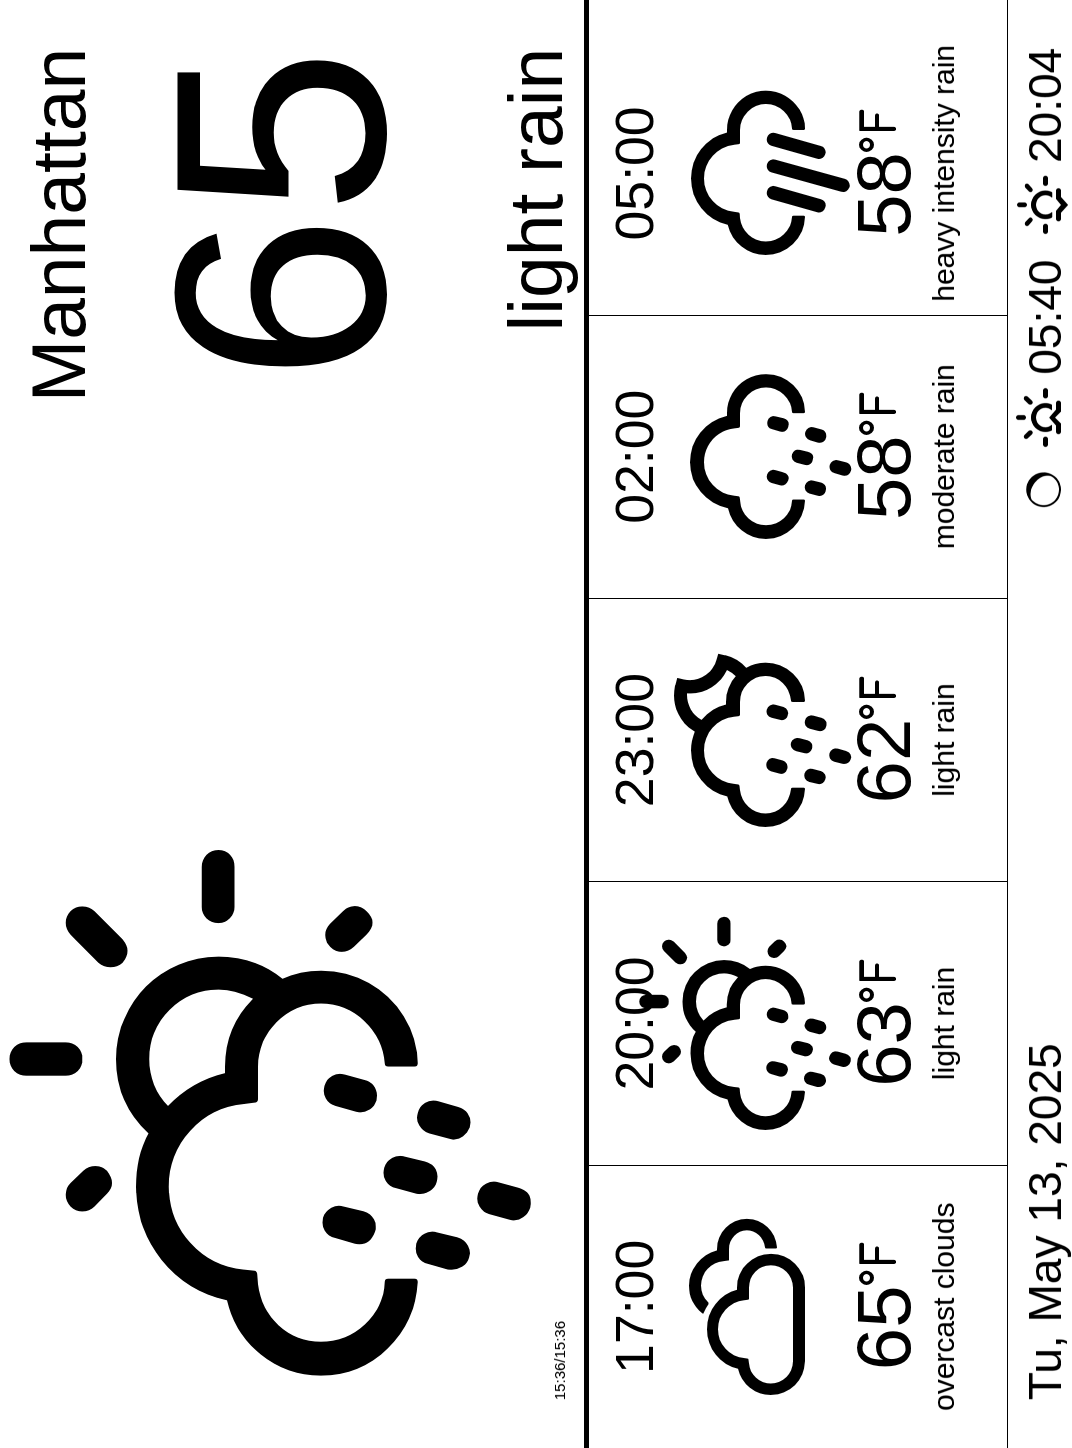 Manhattan
65
light rain
15:36/15:36
17:00
65°F
overcast clouds
20:00
63°F
light rain
23:00
62°F
light rain
02:00
58°F
moderate rain
05:00
58°F
heavy intensity rain
Tu, May 13, 2025
05:40
20:04